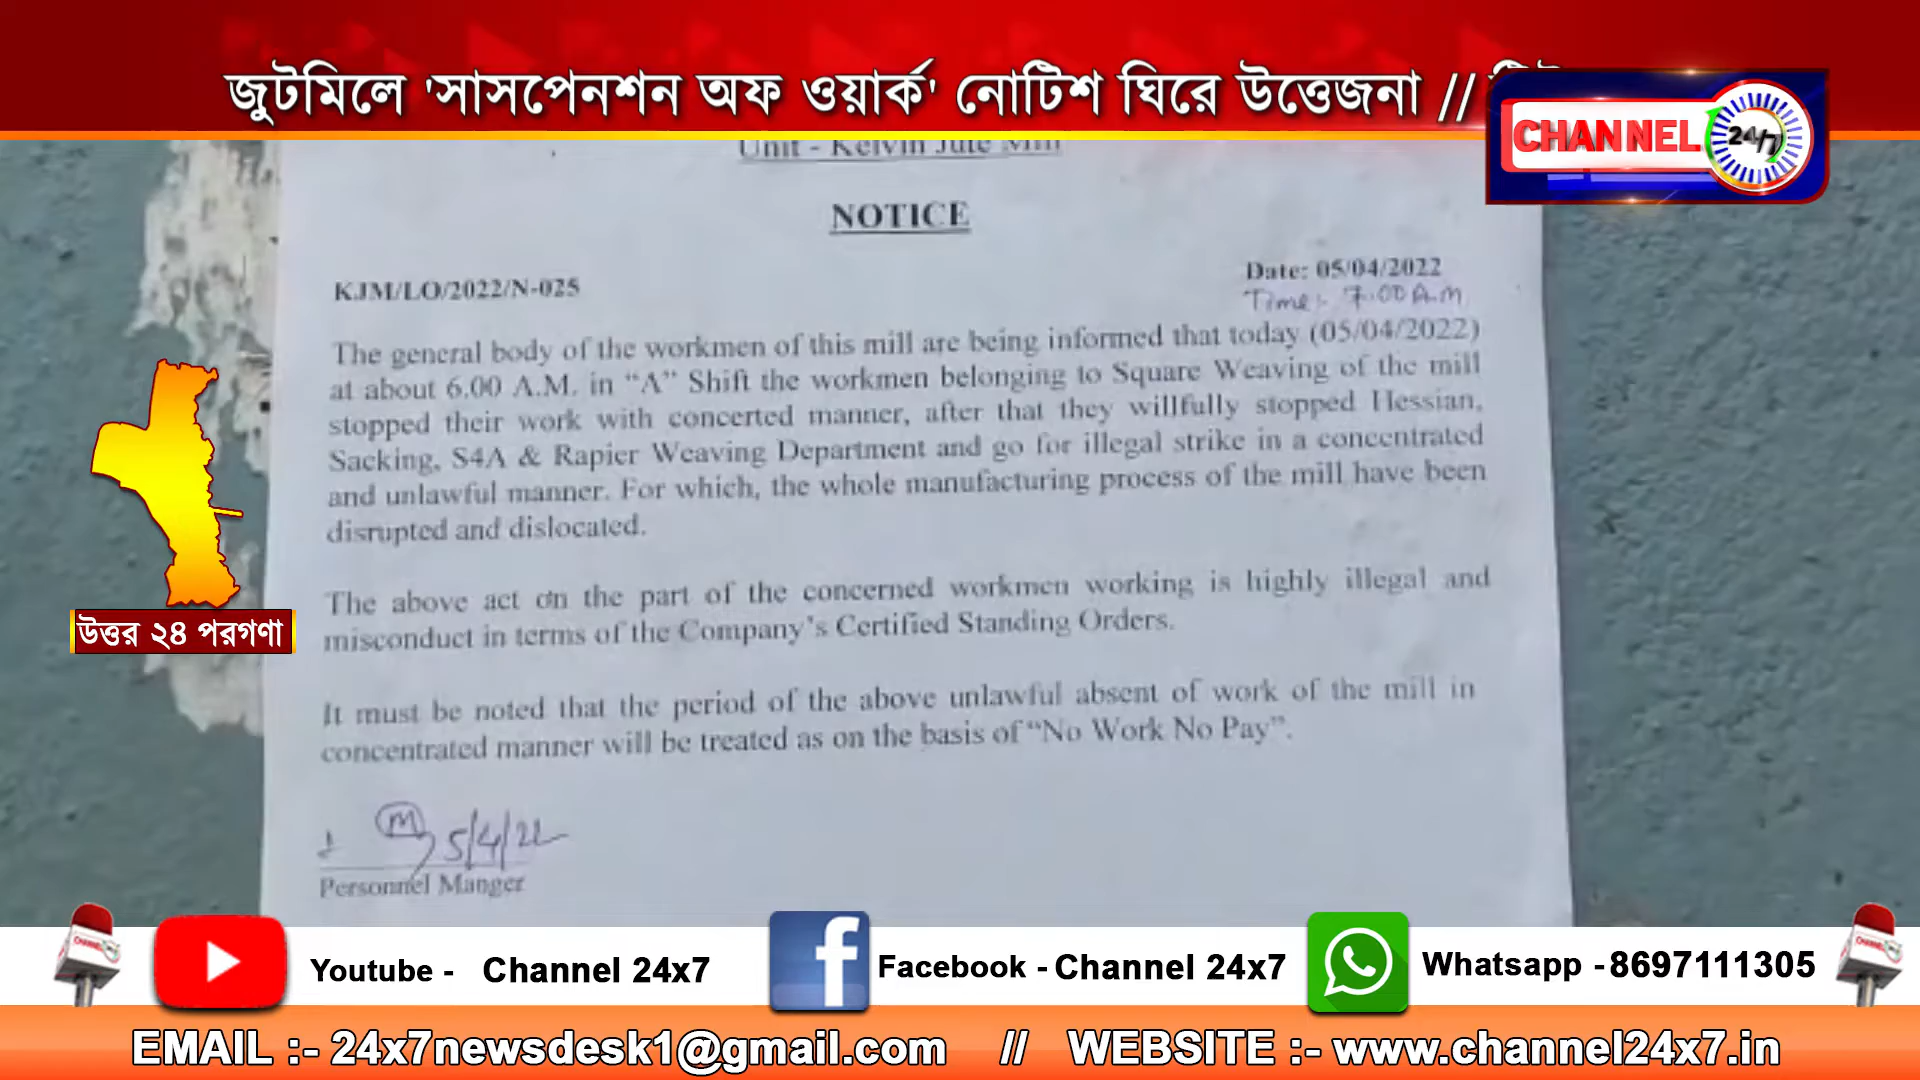 জুটমিলে 'সাসপেনশন অফ ওয়ার্ক' নোটিশ ঘিরে উত্তেজনা //
CHANNEL 24x7
Unit - Kelvin Jute Mill
NOTICE
KJM/LO/2022/N-025
Date: 05/04/2022
Time:- 7.00 A.M
The general body of the workmen of this mill are being informed that today (05/04/2022)
at about 6.00 A.M. in “A” Shift the workmen belonging to Square Weaving of the mill
stopped their work with concerted manner, after that they willfully stopped Hessian,
Sacking, S4A & Rapier Weaving Department and go for illegal strike in a concentrated
and unlawful manner. For which, the whole manufacturing process of the mill have been
disrupted and dislocated.
The above act on the part of the concerned workmen working is highly illegal and
misconduct in terms of the Company's Certified Standing Orders.
It must be noted that the period of the above unlawful absent of work of the mill in
concentrated manner will be treated as on the basis of “No Work No Pay”.
5/4/22
Personnel Manger
উত্তর ২৪ পরগণা
Youtube - Channel 24x7
Facebook - Channel 24x7
Whatsapp - 8697111305
EMAIL :- 24x7newsdesk1@gmail.com // WEBSITE :- www.channel24x7.in